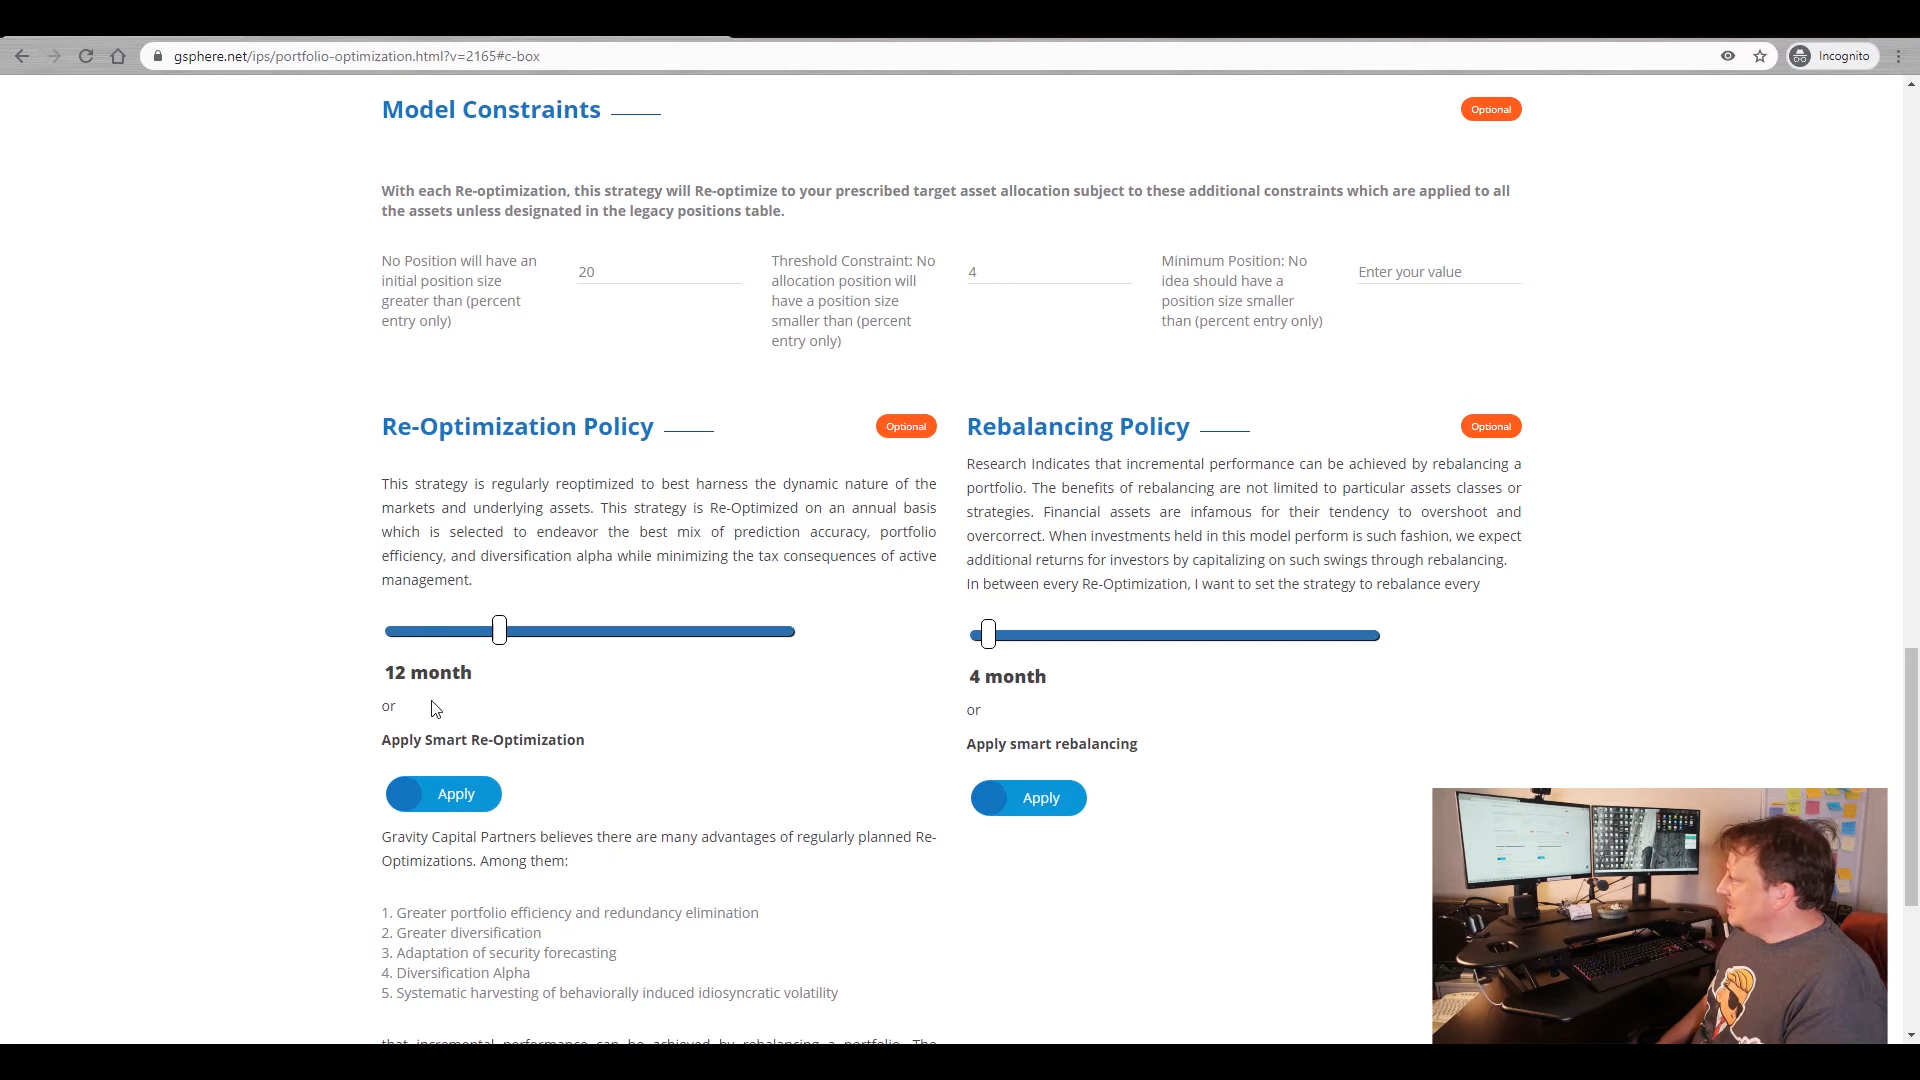 gsphere.net/ips/portfolio-optimization.html?v=2165#c-box
Incognito
Model Constraints
Optional
With each Re-optimization, this strategy will Re-optimize to your prescribed target asset allocation subject to these additional constraints which are applied to all
the assets unless designated in the legacy positions table.
No Position will have an
initial position size
greater than (percent
entry only)
20
Threshold Constraint: No
allocation position will
have a position size
smaller than (percent
entry only)
4
Minimum Position: No
idea should have a
position size smaller
than (percent entry only)
Enter your value
Re-Optimization Policy
Optional
This strategy is regularly reoptimized to best harness the dynamic nature of the
markets and underlying assets. This strategy is Re-Optimized on an annual basis
which is selected to endeavor the best mix of prediction accuracy, portfolio
efficiency, and diversification alpha while minimizing the tax consequences of active
management.
12 month
or
Apply Smart Re-Optimization
Apply
Gravity Capital Partners believes there are many advantages of regularly planned Re-
Optimizations. Among them:
1. Greater portfolio efficiency and redundancy elimination
2. Greater diversification
3. Adaptation of security forecasting
4. Diversification Alpha
5. Systematic harvesting of behaviorally induced idiosyncratic volatility
that incremental performance can be achieved by rebalancing a portfolio. The
Rebalancing Policy
Optional
Research Indicates that incremental performance can be achieved by rebalancing a
portfolio. The benefits of rebalancing are not limited to particular assets classes or
strategies. Financial assets are infamous for their tendency to overshoot and
overcorrect. When investments held in this model perform is such fashion, we expect
additional returns for investors by capitalizing on such swings through rebalancing.
In between every Re-Optimization, I want to set the strategy to rebalance every
4 month
or
Apply smart rebalancing
Apply